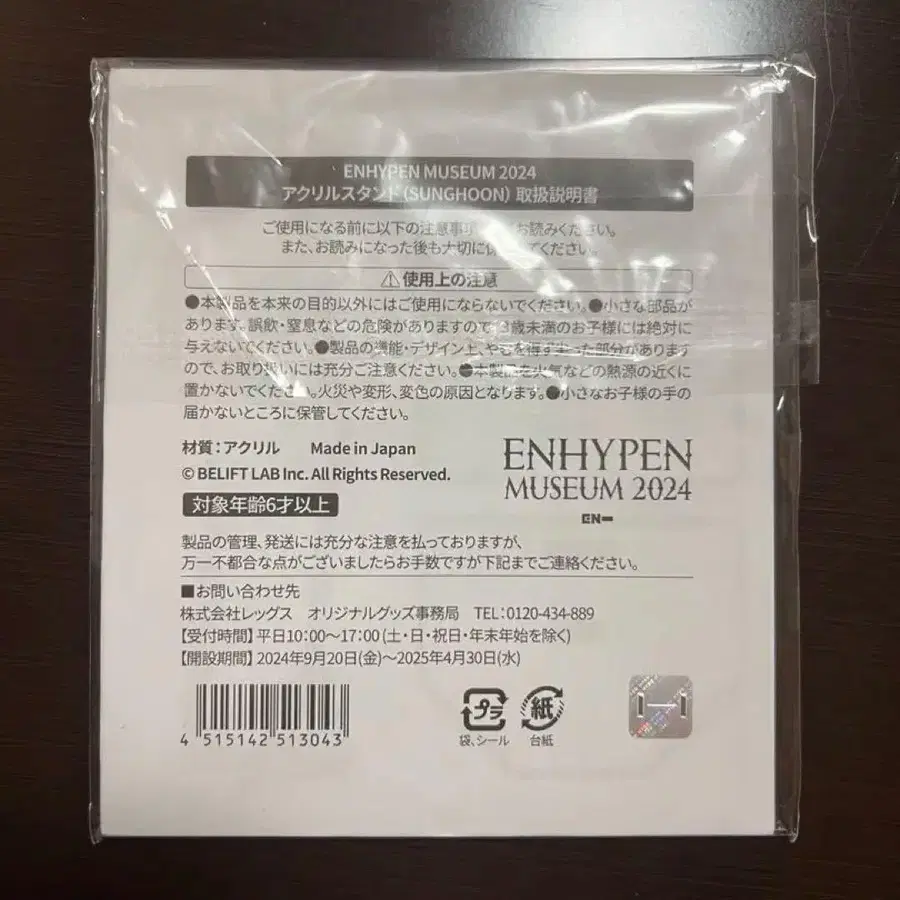 ENHYPEN MUSEUM 2024
アクリルスタンド(SUNGHOON) 取扱説明書
ご使用になる前に以下の注意事 お読みください。
また、お読みになった後も大切に てください。
⚠使用上の注意
●本製品を本来の目的以外にはご使用にならないでください。●小さな部品が
あります。誤飲・窒息などの危険がありますので、3歳未満のお子様には絶対に
与えないでください。●製品の機能・デザイン上、やむを得ず尖った部分があります
ので、お取り扱いには充分ご注意ください。●本製品を火気などの熱源の近くに
置かないでください。火災や変形、変色の原因となります。●小さなお子様の手の
届かないところに保管してください。
材質:アクリル Made in Japan
© BELIFT LAB Inc. All Rights Reserved.
対象年齢6才以上
ENHYPEN
MUSEUM 2024
EN-
製品の管理、発送には充分な注意を払っておりますが、
万一不都合な点がございましたらお手数ですが下記までご連絡ください。
■お問い合わせ先
株式会社レッグス オリジナルグッズ事務局 TEL:0120-434-889
【受付時間】平日10:00~17:00(土・日・祝日・年末年始を除く)
【開設期間】2024年9月20日(金)~2025年4月30日(水)
4 515142 513043
プラ
袋、シール
紙
台紙